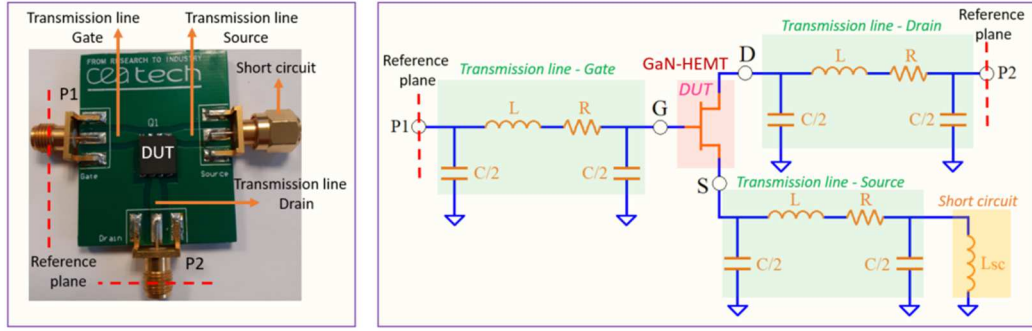 Transmission line
Gate
Transmission line
Source
Short circuit
FROM RESEARCH TO INDUSTRY
ceatech
P1
Q1
DUT
Gate
Source
Transmission line
Drain
Drain
Reference
plane
P2
Reference
plane
Transmission line - Gate
P1
L
R
C/2
C/2
G
GaN-HEMT
DUT
D
S
Transmission line - Drain
L
R
C/2
C/2
Reference
plane
P2
Transmission line - Source
L
R
C/2
C/2
Short circuit
Lsc